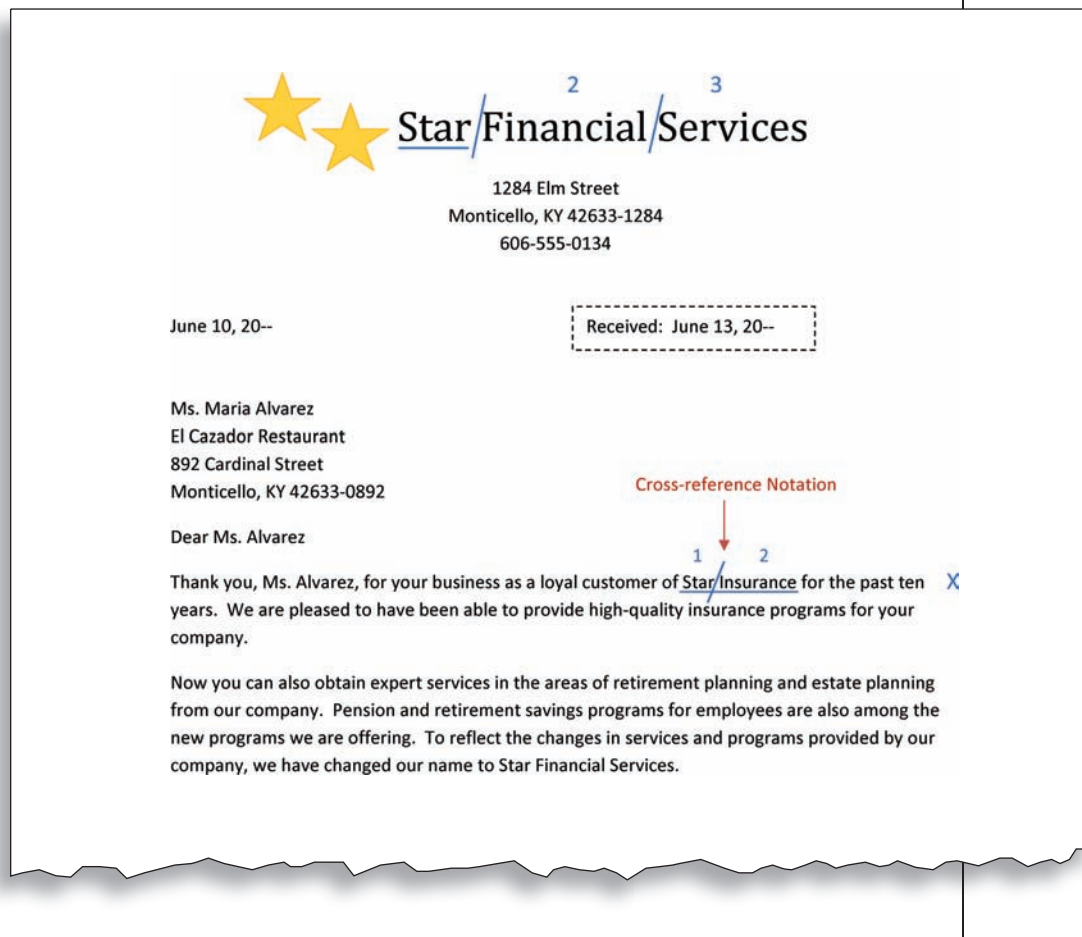 2 3
Star/Financial/Services
1284 Elm Street
Monticello, KY 42633-1284
606-555-0134
June 10, 20--
Received: June 13, 20--
Ms. Maria Alvarez
El Cazador Restaurant
892 Cardinal Street
Monticello, KY 42633-0892
Cross-reference Notation
Dear Ms. Alvarez
1 2
Thank you, Ms. Alvarez, for your business as a loyal customer of Star/Insurance for the past ten X
years. We are pleased to have been able to provide high-quality insurance programs for your
company.
Now you can also obtain expert services in the areas of retirement planning and estate planning
from our company. Pension and retirement savings programs for employees are also among the
new programs we are offering. To reflect the changes in services and programs provided by our
company, we have changed our name to Star Financial Services.